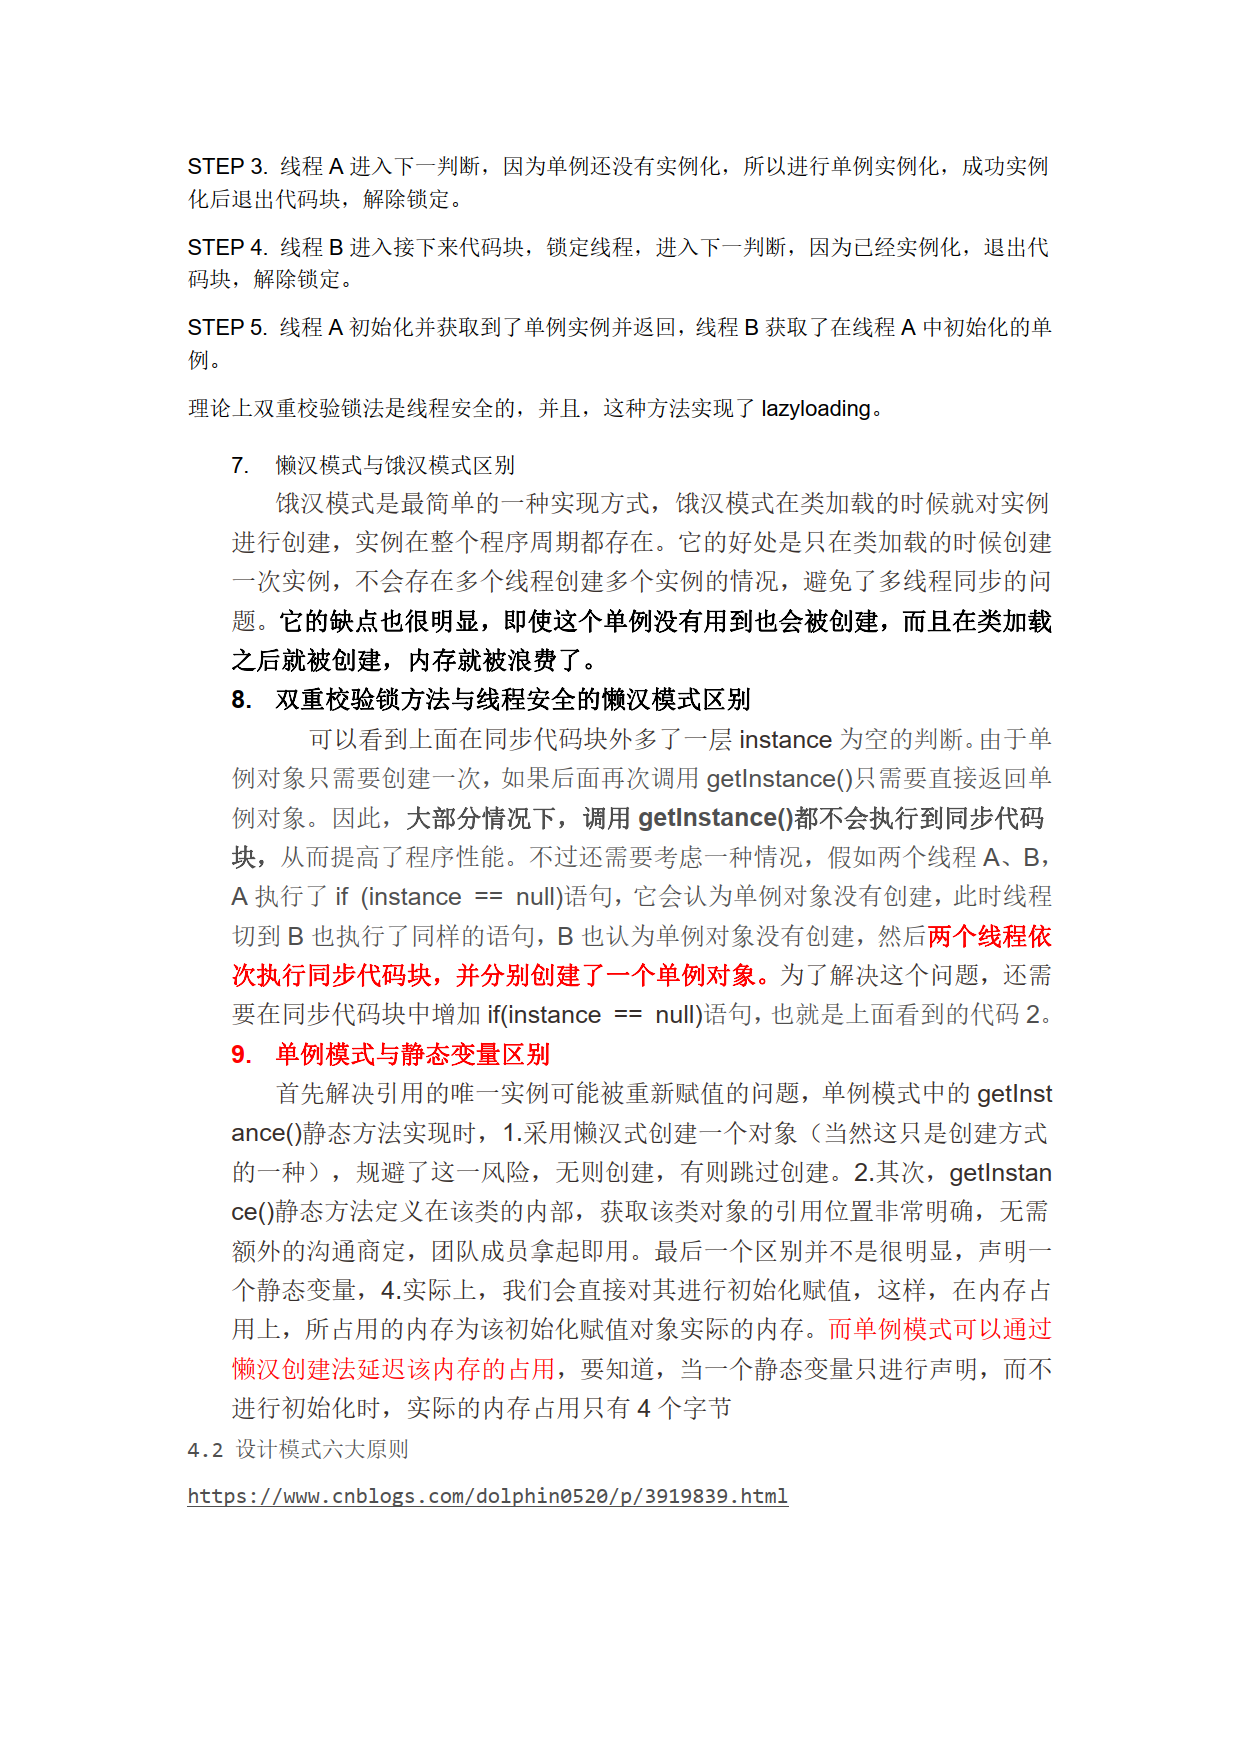 STEP 3. 线程 A 进入下一判断，因为单例还没有实例化，所以进行单例实例化，成功实例
化后退出代码块，解除锁定。
STEP 4. 线程 B 进入接下来代码块，锁定线程，进入下一判断，因为已经实例化，退出代
码块，解除锁定。
STEP 5. 线程 A 初始化并获取到了单例实例并返回，线程 B 获取了在线程 A 中初始化的单
例。
理论上双重校验锁法是线程安全的，并且，这种方法实现了 lazyloading。
7. 懒汉模式与饿汉模式区别
饿汉模式是最简单的一种实现方式，饿汉模式在类加载的时候就对实例
进行创建，实例在整个程序周期都存在。它的好处是只在类加载的时候创建
一次实例，不会存在多个线程创建多个实例的情况，避免了多线程同步的问
题。它的缺点也很明显，即使这个单例没有用到也会被创建，而且在类加载
之后就被创建，内存就被浪费了。
8. 双重校验锁方法与线程安全的懒汉模式区别
可以看到上面在同步代码块外多了一层 instance 为空的判断。由于单
例对象只需要创建一次，如果后面再次调用 getInstance()只需要直接返回单
例对象。因此，大部分情况下，调用 getInstance()都不会执行到同步代码
块，从而提高了程序性能。不过还需要考虑一种情况，假如两个线程 A、B，
A 执行了 if (instance == null)语句，它会认为单例对象没有创建，此时线程
切到 B 也执行了同样的语句，B 也认为单例对象没有创建，然后两个线程依
次执行同步代码块，并分别创建了一个单例对象。为了解决这个问题，还需
要在同步代码块中增加 if(instance == null)语句，也就是上面看到的代码 2。
9. 单例模式与静态变量区别
首先解决引用的唯一实例可能被重新赋值的问题，单例模式中的 getInst
ance()静态方法实现时，1.采用懒汉式创建一个对象（当然这只是创建方式
的一种），规避了这一风险，无则创建，有则跳过创建。2.其次，getInstan
ce()静态方法定义在该类的内部，获取该类对象的引用位置非常明确，无需
额外的沟通商定，团队成员拿起即用。最后一个区别并不是很明显，声明一
个静态变量，4.实际上，我们会直接对其进行初始化赋值，这样，在内存占
用上，所占用的内存为该初始化赋值对象实际的内存。而单例模式可以通过
懒汉创建法延迟该内存的占用，要知道，当一个静态变量只进行声明，而不
进行初始化时，实际的内存占用只有 4 个字节
4.2 设计模式六大原则
https://www.cnblogs.com/dolphin0520/p/3919839.html